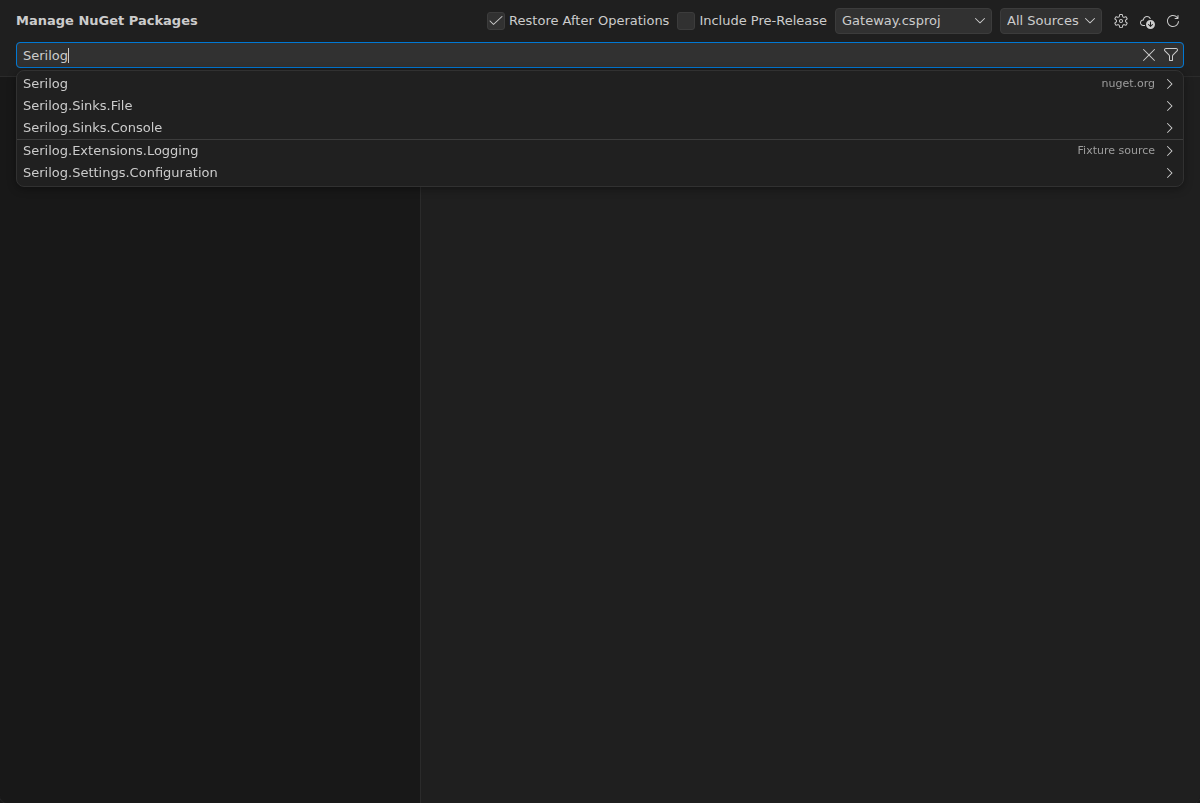 Manage NuGet Packages Restore After Operations Include Pre-Release Gateway.csproj All Sources
Serilog
Serilog nuget.org
Serilog.Sinks.File
Serilog.Sinks.Console
Serilog.Extensions.Logging Fixture source
Serilog.Settings.Configuration